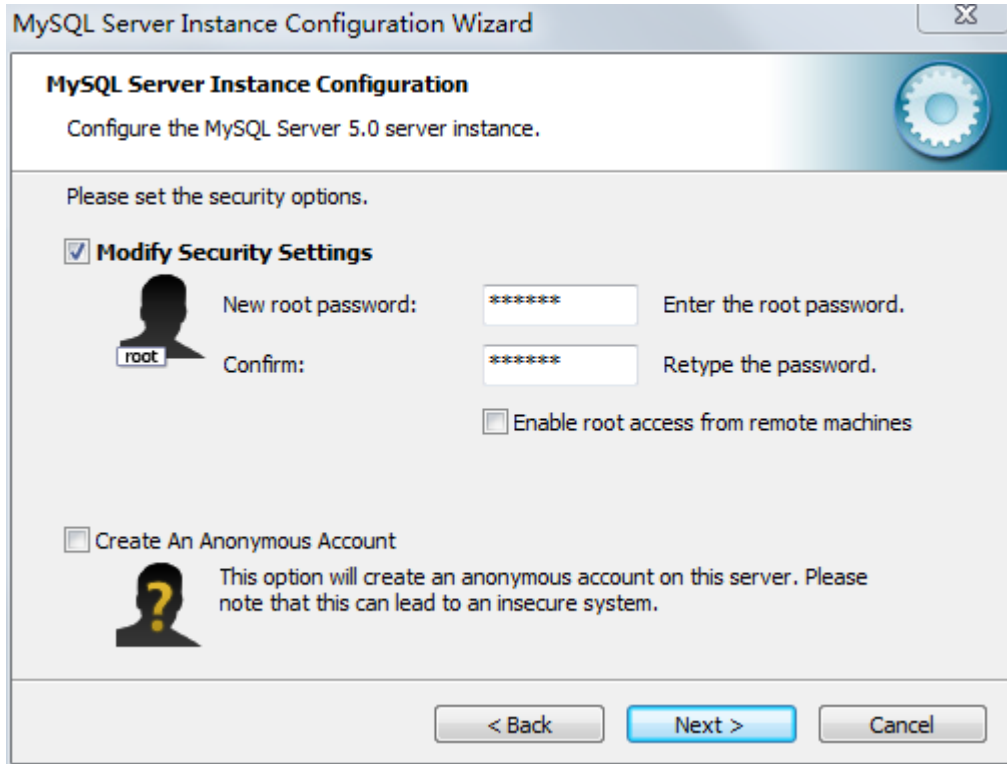 MySQL Server Instance Configuration Wizard
MySQL Server Instance Configuration
Configure the MySQL Server 5.0 server instance.
Please set the security options.
Modify Security Settings
root
New root password: ****** Enter the root password.
Confirm: ****** Retype the password.
Enable root access from remote machines
Create An Anonymous Account
?
This option will create an anonymous account on this server. Please
note that this can lead to an insecure system.
< Back Next > Cancel